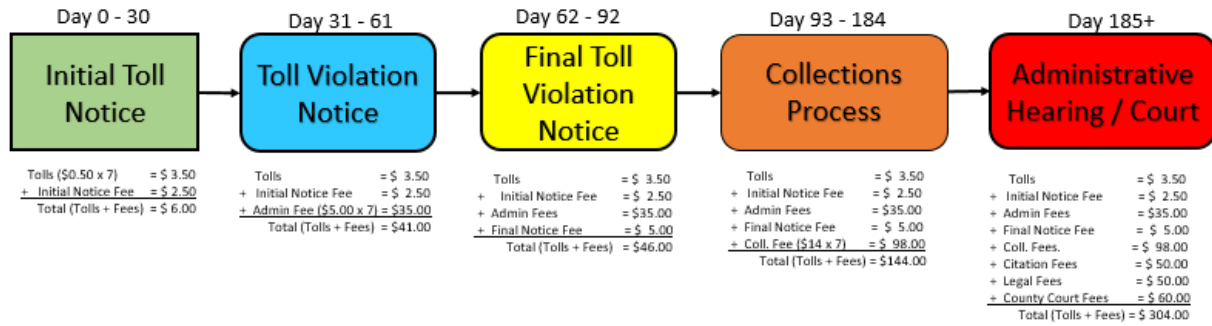 Day 0 - 30
Initial Toll
Notice
Tolls ($0.50 x 7) = $ 3.50
+ Initial Notice Fee = $ 2.50
Total (Tolls + Fees) = $ 6.00
Day 31 - 61
Toll Violation
Notice
Tolls = $ 3.50
+ Initial Notice Fee = $ 2.50
+ Admin Fee ($5.00 x 7) = $35.00
Total (Tolls + Fees) = $41.00
Day 62 - 92
Final Toll
Violation
Notice
Tolls = $ 3.50
+ Initial Notice Fee = $ 2.50
+ Admin Fees = $35.00
+ Final Notice Fee = $ 5.00
Total (Tolls + Fees) = $46.00
Day 93 - 184
Collections
Process
Tolls = $ 3.50
+ Initial Notice Fee = $ 2.50
+ Admin Fees = $35.00
+ Final Notice Fee = $ 5.00
+ Coll. Fee ($14 x 7) = $ 98.00
Total (Tolls + Fees) = $144.00
Day 185+
Administrative
Hearing / Court
Tolls = $ 3.50
+ Initial Notice Fee = $ 2.50
+ Admin Fees = $35.00
+ Final Notice Fee = $ 5.00
+ Coll. Fees. = $ 98.00
+ Citation Fees = $ 50.00
+ Legal Fees = $ 50.00
+ County Court Fees = $ 60.00
Total (Tolls + Fees) = $ 304.00